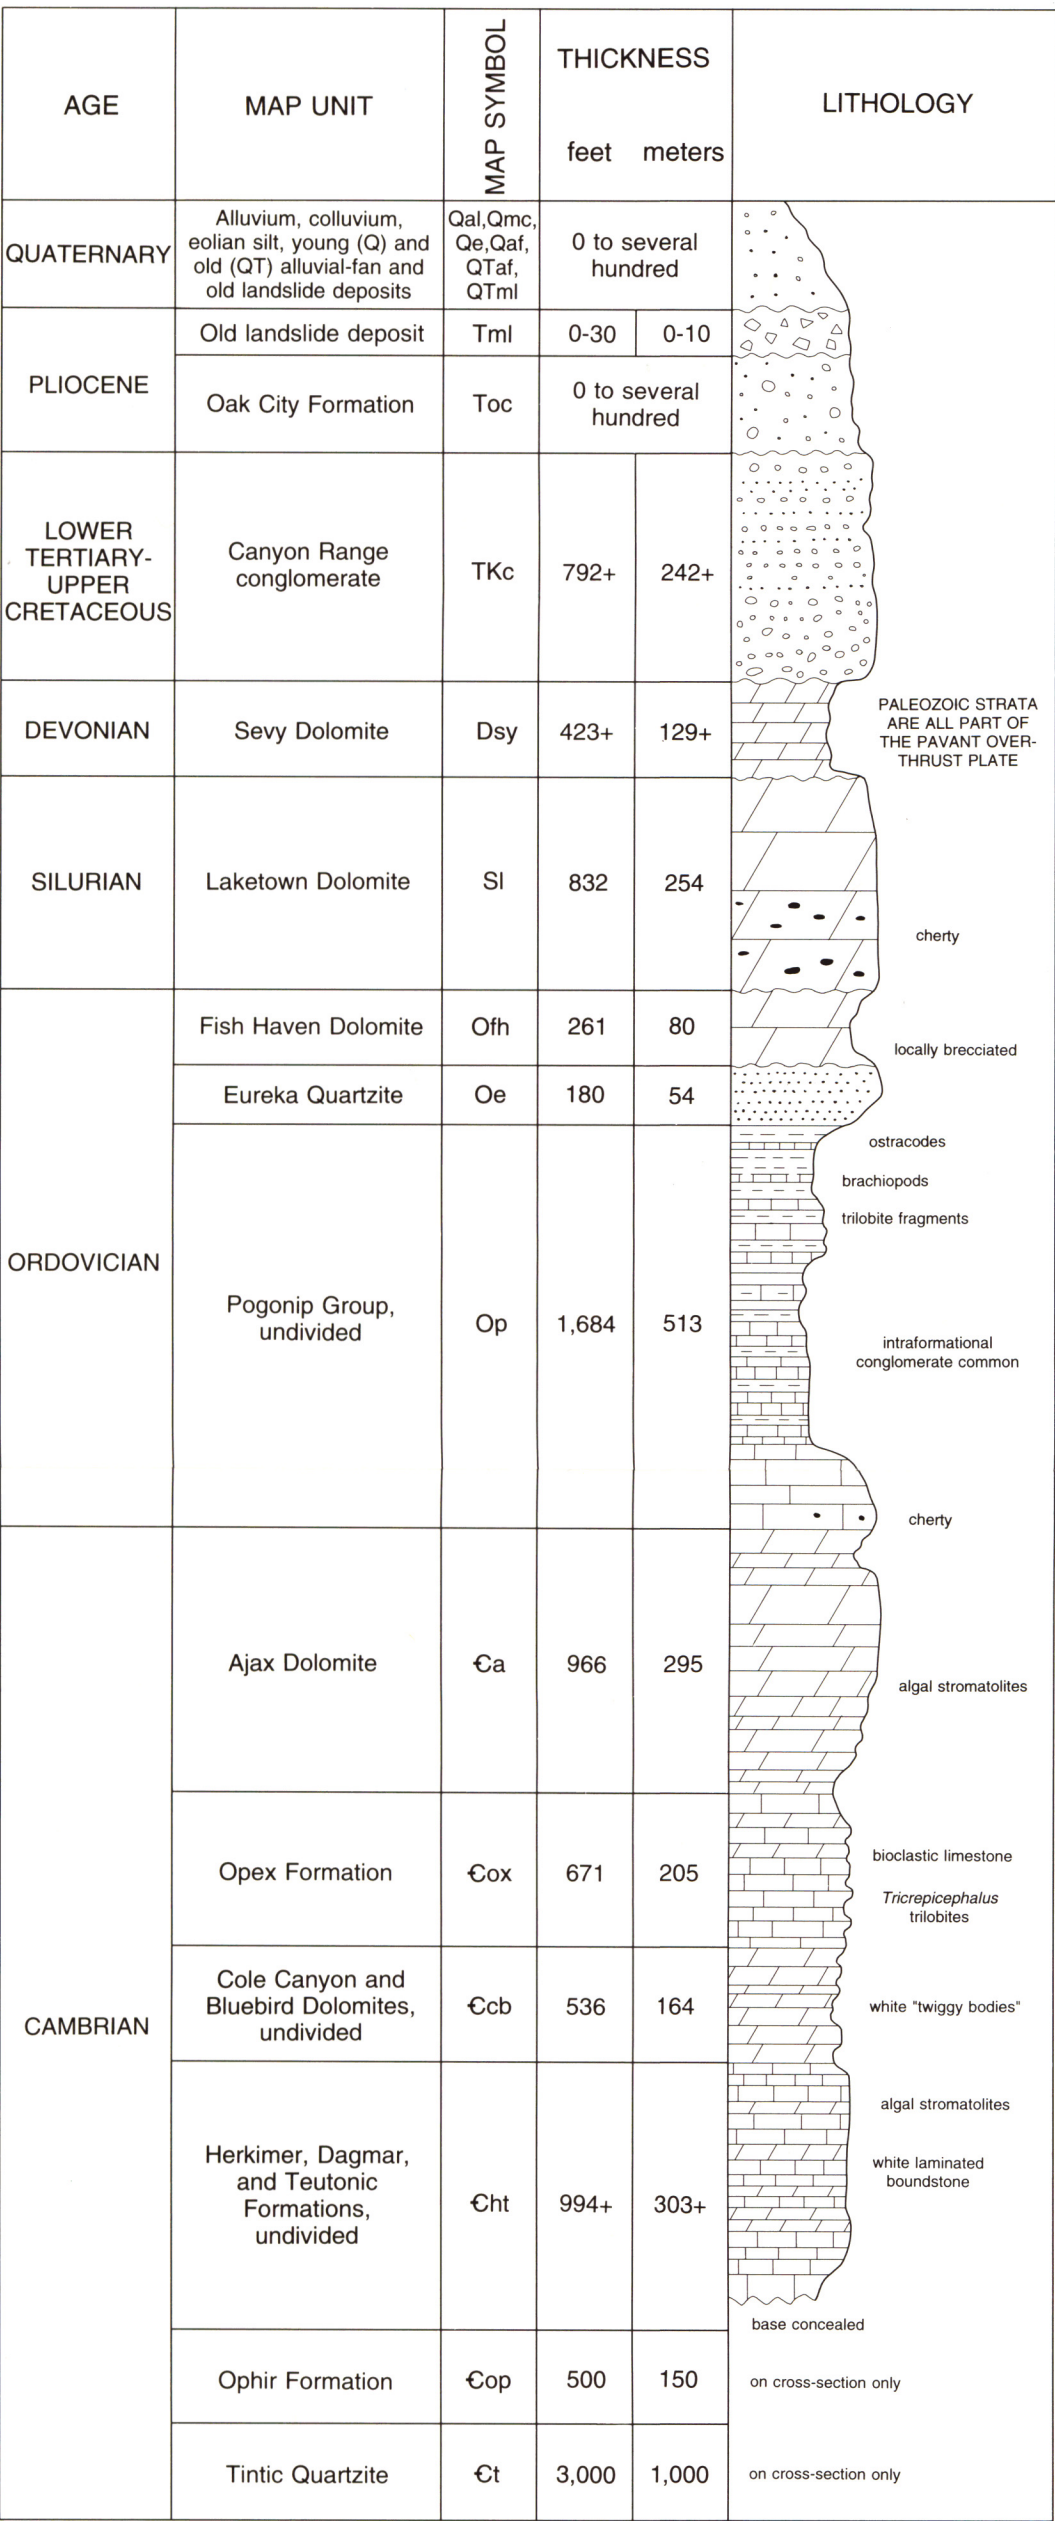 AGE
MAP UNIT
MAP SYMBOL
THICKNESS
feet meters
LITHOLOGY
QUATERNARY
Alluvium, colluvium,
eolian silt, young (Q) and
old (QT) alluvial-fan and
old landslide deposits
Qal,Qmc,
Qe,Qaf,
QTaf,
QTml
0 to several
hundred
PLIOCENE
Old landslide deposit
Tml
0-30
0-10
Oak City Formation
Toc
0 to several
hundred
LOWER
TERTIARY-
UPPER
CRETACEOUS
Canyon Range
conglomerate
TKc
792+
242+
DEVONIAN
Sevy Dolomite
Dsy
423+
129+
PALEOZOIC STRATA
ARE ALL PART OF
THE PAVANT OVER-
THRUST PLATE
SILURIAN
Laketown Dolomite
Sl
832
254
cherty
ORDOVICIAN
Fish Haven Dolomite
Ofh
261
80
locally brecciated
Eureka Quartzite
Oe
180
54
Pogonip Group,
undivided
Op
1,684
513
ostracodes
brachiopods
trilobite fragments
intraformational
conglomerate common
cherty
CAMBRIAN
Ajax Dolomite
Ꞓa
966
295
algal stromatolites
Opex Formation
Ꞓox
671
205
bioclastic limestone
Tricrepicephalus
trilobites
Cole Canyon and
Bluebird Dolomites,
undivided
Ꞓcb
536
164
white "twiggy bodies"
Herkimer, Dagmar,
and Teutonic
Formations,
undivided
Ꞓht
994+
303+
algal stromatolites
white laminated
boundstone
base concealed
Ophir Formation
Ꞓop
500
150
on cross-section only
Tintic Quartzite
Ꞓt
3,000
1,000
on cross-section only